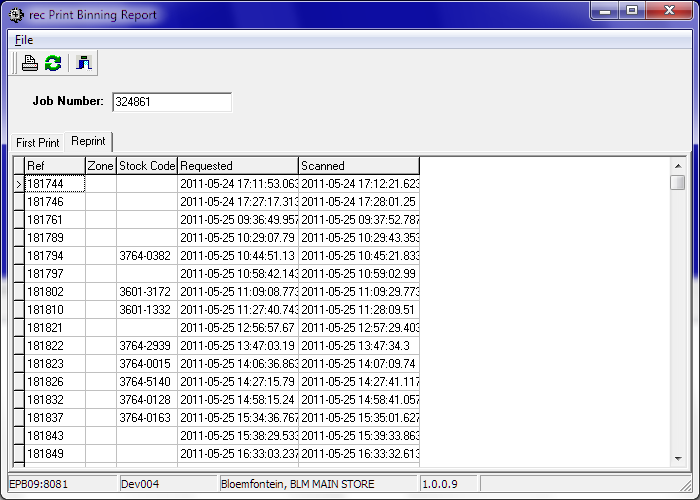 rec Print Binning Report
File
Job Number: 324861
First Print Reprint
Ref Zone Stock Code Requested Scanned
181744 2011-05-24 17:11:53.063 2011-05-24 17:12:21.623
181746 2011-05-24 17:27:17.313 2011-05-24 17:28:01.25
181761 2011-05-25 09:36:49.957 2011-05-25 09:37:52.787
181789 2011-05-25 10:29:07.79 2011-05-25 10:29:43.353
181794 3764-0382 2011-05-25 10:44:51.13 2011-05-25 10:45:21.833
181797 2011-05-25 10:58:42.143 2011-05-25 10:59:02.99
181802 3601-3172 2011-05-25 11:09:08.773 2011-05-25 11:09:29.773
181810 3601-1332 2011-05-25 11:27:40.743 2011-05-25 11:28:09.51
181821 2011-05-25 12:56:57.67 2011-05-25 12:57:29.403
181822 3764-2939 2011-05-25 13:47:03.19 2011-05-25 13:47:34.3
181823 3764-0015 2011-05-25 14:06:36.863 2011-05-25 14:07:09.74
181826 3764-5140 2011-05-25 14:27:15.79 2011-05-25 14:27:41.117
181832 3764-0128 2011-05-25 14:58:15.24 2011-05-25 14:58:41.057
181837 3764-0163 2011-05-25 15:34:36.767 2011-05-25 15:35:01.627
181843 2011-05-25 15:38:29.533 2011-05-25 15:39:33.863
181849 2011-05-25 16:33:03.237 2011-05-25 16:33:32.613
EPB09:8081 Dev004 Bloemfontein, BLM MAIN STORE 1.0.0.9